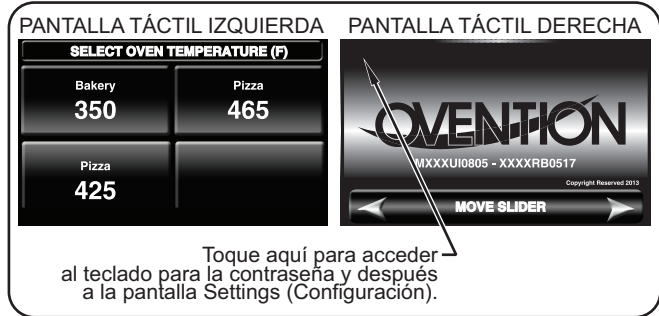 PANTALLA TÁCTIL IZQUIERDA
SELECT OVEN TEMPERATURE (F)
Bakery
350
Pizza
465
Pizza
425
PANTALLA TÁCTIL DERECHA
OVENTION
MXXXUI0805 - XXXXRB0517
Copyright Reserved 2013
MOVE SLIDER
Toque aquí para acceder
al teclado para la contraseña y después
a la pantalla Settings (Configuración).